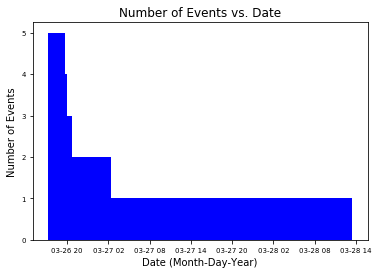 Number of Events vs. Date
Number of Events
5
4
3
2
1
0
03-26 20 03-27 02 03-27 08 03-27 14 03-27 20 03-28 02 03-28 08 03-28 14
Date (Month-Day-Year)